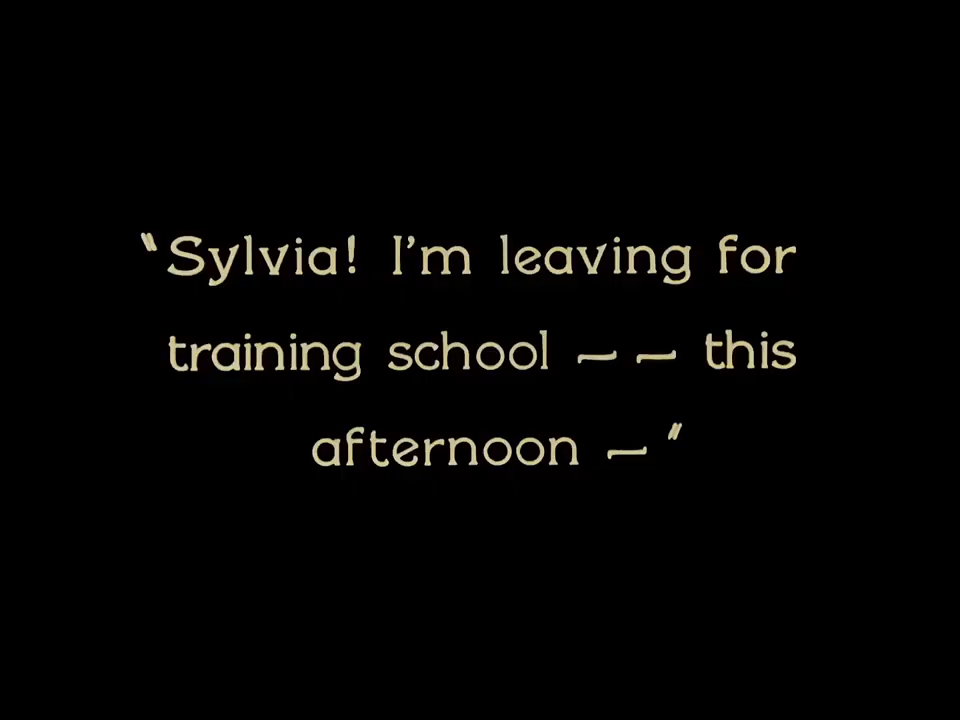 "Sylvia! I'm leaving for
training school — — this
afternoon —"